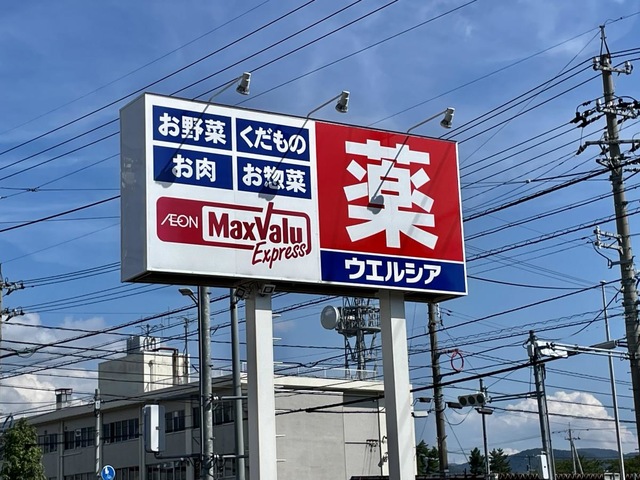 お野菜 くだもの
お肉 お惣菜
ÆON MaxValu
Express
薬
ウエルシア